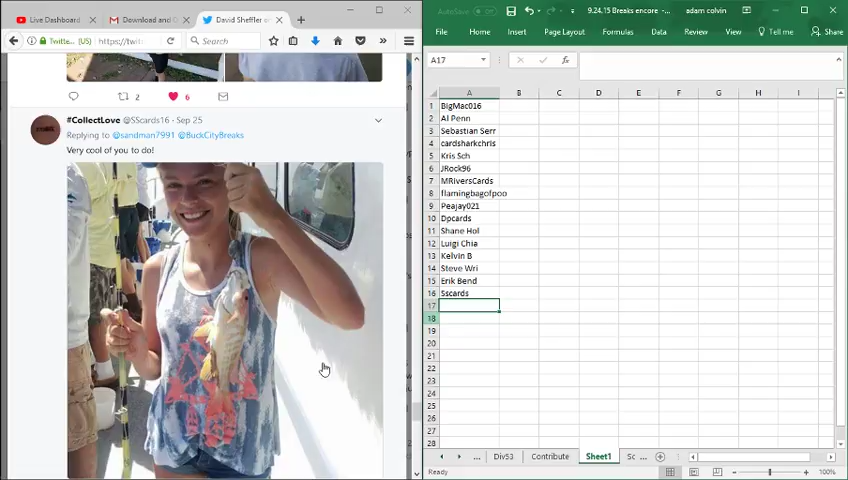 Live Dashboard
Download and
David Sheffler
Twitte... (US)
https://twit
Search
2
6
#CollectLove @SScards16 - Sep 25
Replying to @sandman7991 @BuckCityBreaks
Very cool of you to do!
9.24.15 Breaks encore -...
adam colvin
File
Home
Insert
Page Layout
Formulas
Data
Review
View
Tell me
Share
A17
fx
A B C D E F G H I
1 BigMac016
2 Al Penn
3 Sebastian Serr
4 cardsharkchris
5 Kris Sch
6 JRock96
7 MRiversCards
8 flamingbagofpoo
9 Peajay021
10 Dpcards
11 Shane Hol
12 Luigi Chia
13 Kelvin B
14 Steve Wri
15 Erik Bend
16 Sscards
17
18
19
20
21
22
23
24
25
26
27
28
... Div53 Contribute Sheet1 Sc ...
Ready
100%